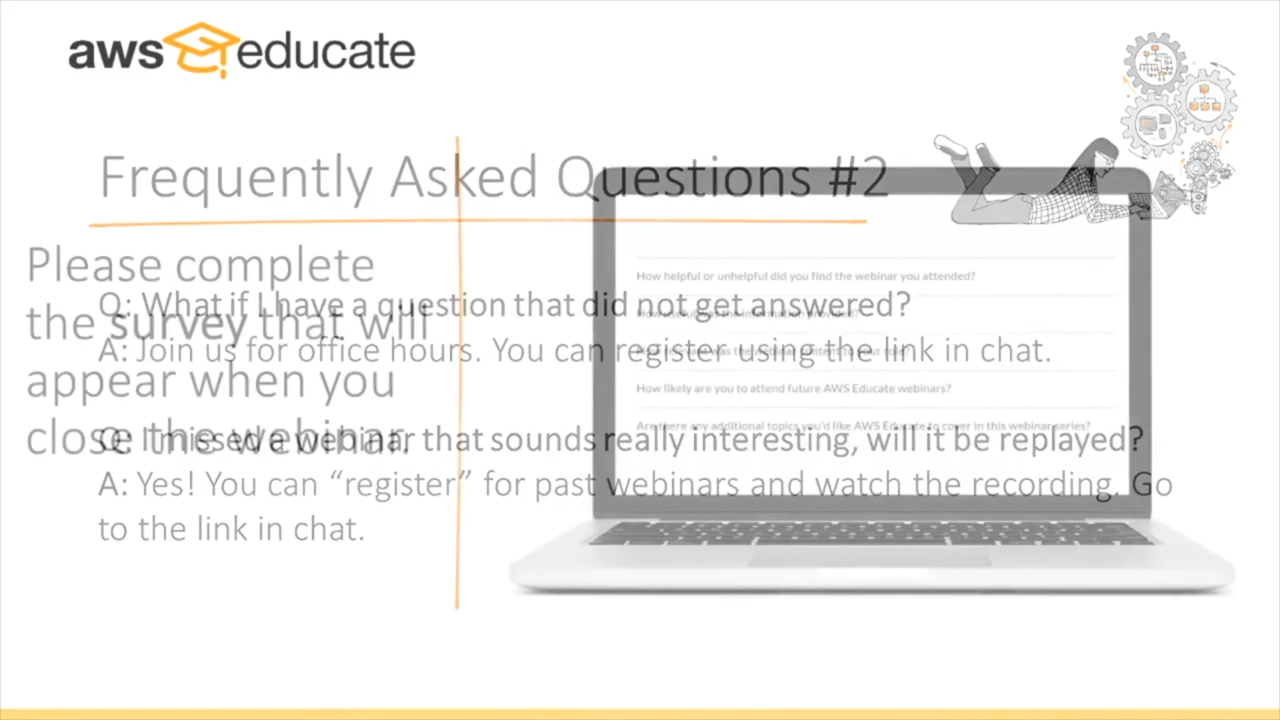 aws educate
Frequently Asked Questions #2
Please complete
the survey that will
appear when you
close the webinar.
Q: What if I have a question that did not get answered?
A: Join us for office hours. You can register using the link in chat.
Q: I missed a webinar that sounds really interesting, will it be replayed?
A: Yes! You can “register” for past webinars and watch the recording. Go
to the link in chat.
How helpful or unhelpful did you find the webinar you attended?
How likely are you to attend future AWS Educate webinars?
Are there any additional topics you'd like AWS Educate to cover in this webinar series?